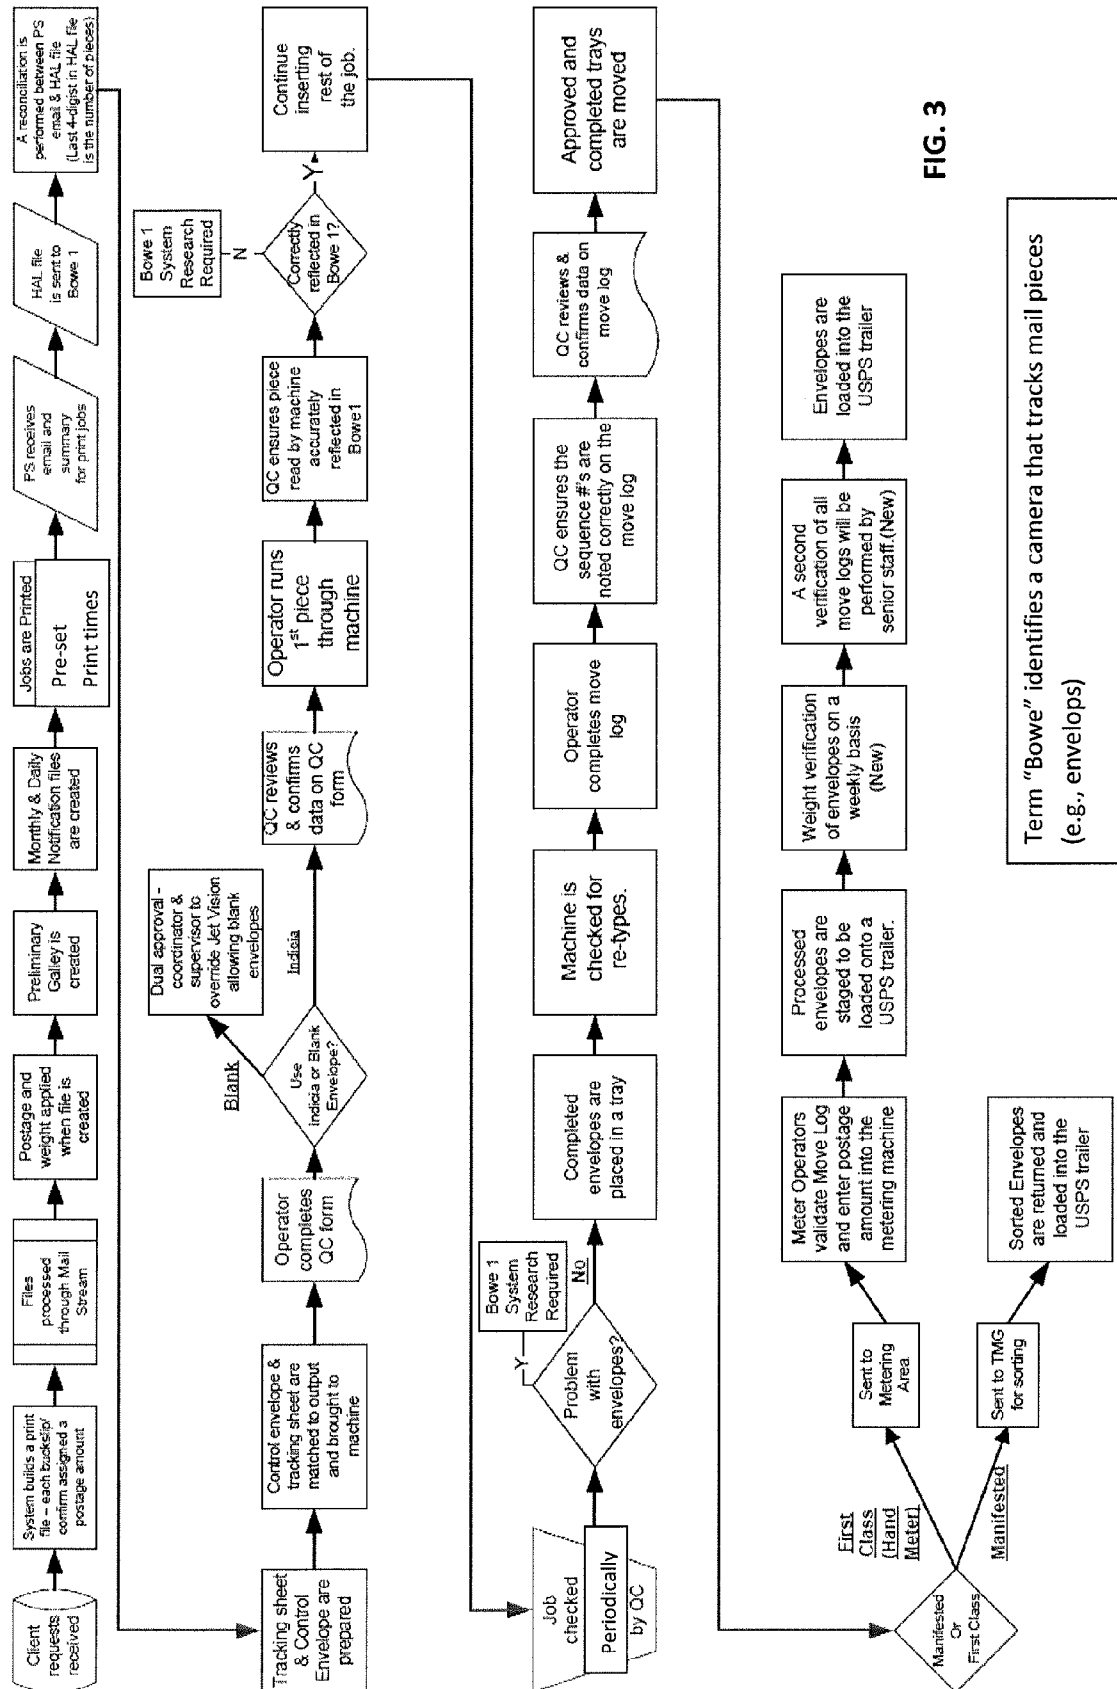 Client
requests
received
System builds a print
file – each buckslip/
confirm assigned a
postage amount
Files
processed
through Mail
Stream
Postage and
weight applied
when file is
created
Preliminary
Galley is
created
Monthly & Daily
Notification files
are created
Jobs are Printed
Pre-set
Print times
PS receives
email and
summary
for print jobs
HAL file
is sent to
Bowe 1
A reconciliation is
performed between PS
email & HAL file
(Last 4-digist in HAL file
is the number of pieces)
Tracking sheet
& Control
Envelope are
prepared
Control envelope &
tracking sheet are
matched to output
and brought to
machine
Operator
completes
QC form
Use
Indicia or Blank
Envelope?
Blank
Dual approval -
coordinator &
supervisor to
override Jet Vision
allowing blank
envelopes
Indicia
QC reviews
& confirms
data on QC
form
Operator runs
1st piece
through
machine
QC ensures piece
read by machine
accurately
reflected in
Bowe1
Correctly
reflected in
Bowe 1?
N
Bowe 1
System
Research
Required
Y
Continue
inserting
rest of
the job.
Job
checked
Periodically
by QC
Problem
with
envelopes?
Y
Bowe 1
System
Research
Required
No
Completed
envelopes are
placed in a tray
Machine is
checked for
re-types.
Operator
completes move
log
QC ensures the
sequence #'s are
noted correctly on the
move log
QC reviews &
confirms data on
move log
Approved and
completed trays
are moved
Manifested
Or
First Class
First
Class
(Hand
Meter)
Manifested
Sent to
Metering
Area.
Sent to TMG
for sorting
Meter Operators
validate Move Log
and enter postage
amount into the
metering machine
Sorted Envelopes
are returned and
loaded into the
USPS trailer
Processed
envelopes are
staged to be
loaded onto a
USPS trailer.
Weight verification
of envelopes on a
weekly basis
(New)
A second
verification of all
move logs will be
performed by
senior staff.(New)
Envelopes are
loaded into the
USPS trailer
FIG. 3
Term “Bowe” identifies a camera that tracks mail pieces
(e.g., envelops)